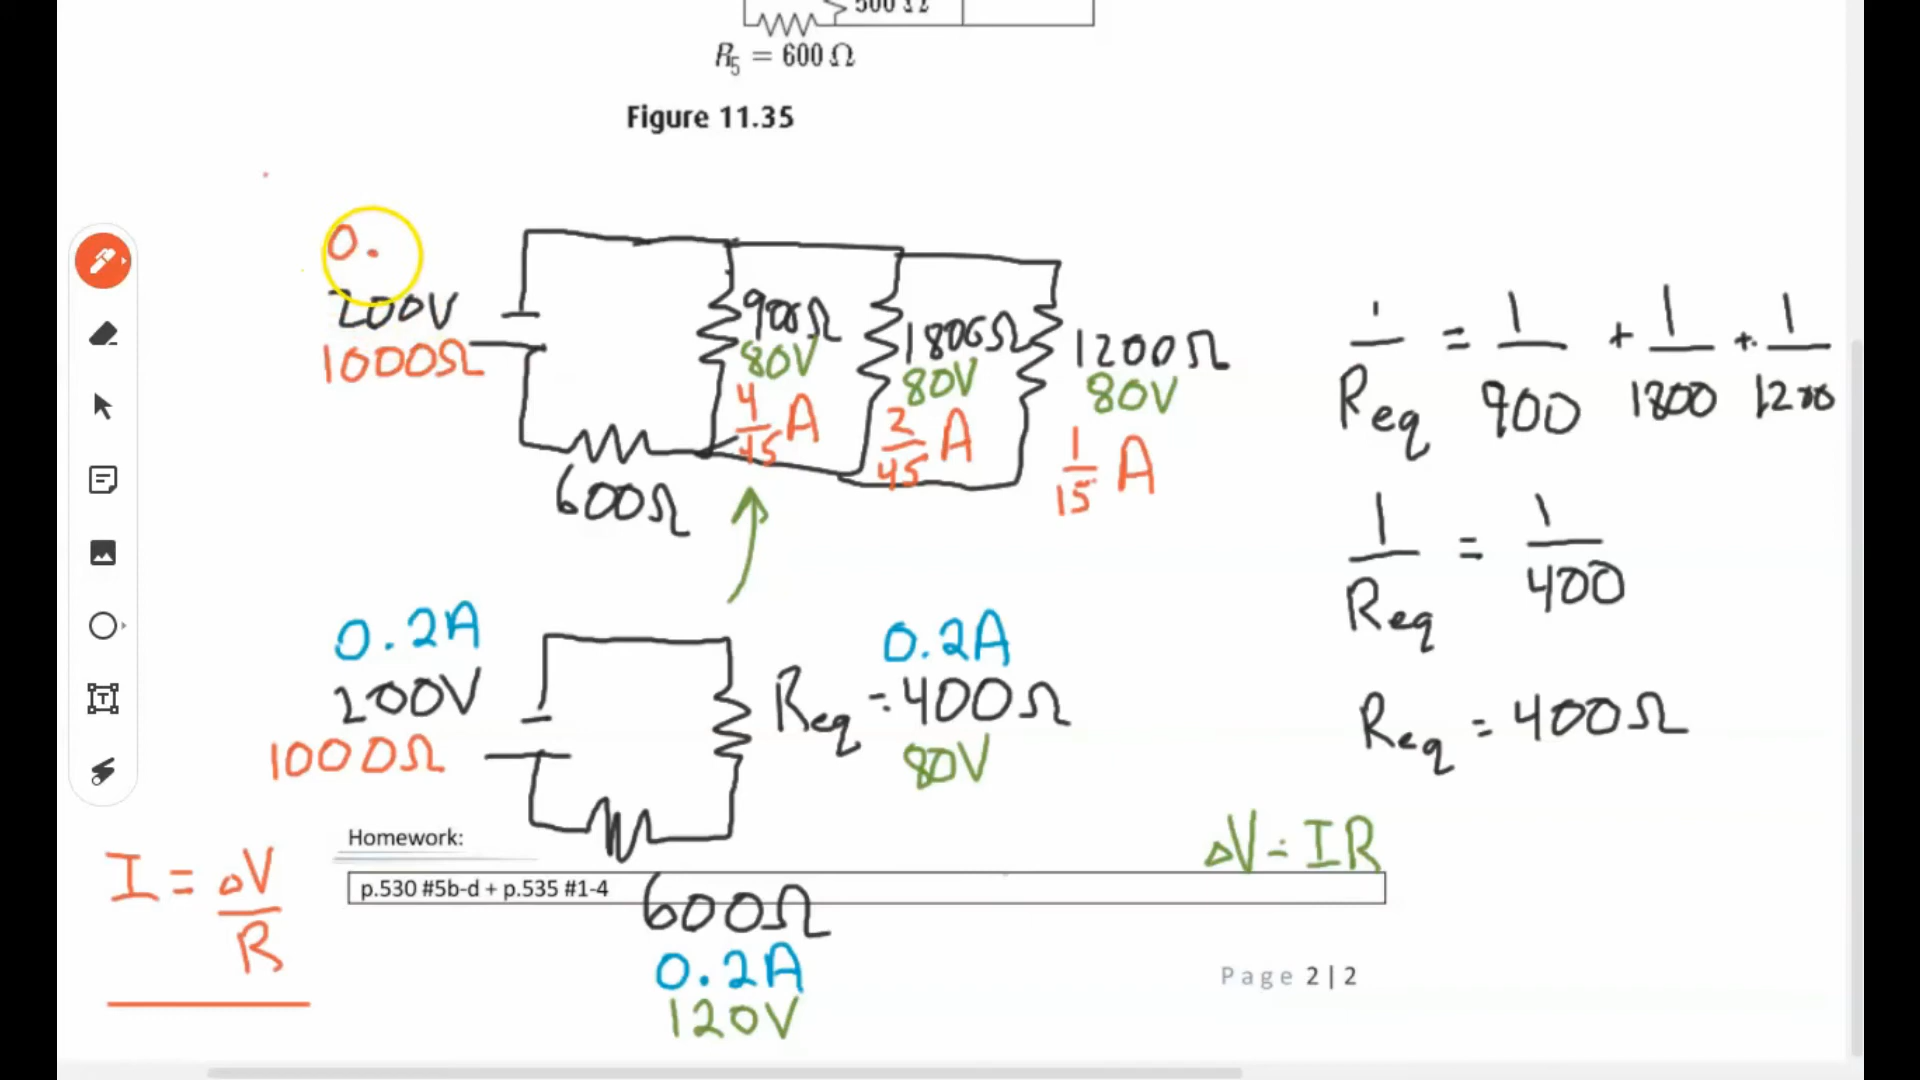 500 Ω
R5 = 600 Ω
Figure 11.35
0.
200V
1000Ω
900Ω
80V
4/45 A
1800Ω
80V
2/45 A
1200Ω
80V
1/15 A
600Ω
1/Req = 1/900 + 1/1800 + 1/1200
1/Req = 1/400
Req = 400Ω
0.2A
200V
1000Ω
0.2A
Req = 400Ω
80V
Homework:
p.530 #5b-d + p.535 #1-4
600Ω
0.2A
120V
ΔV = IR
I = ΔV/R
Page 2 | 2
T